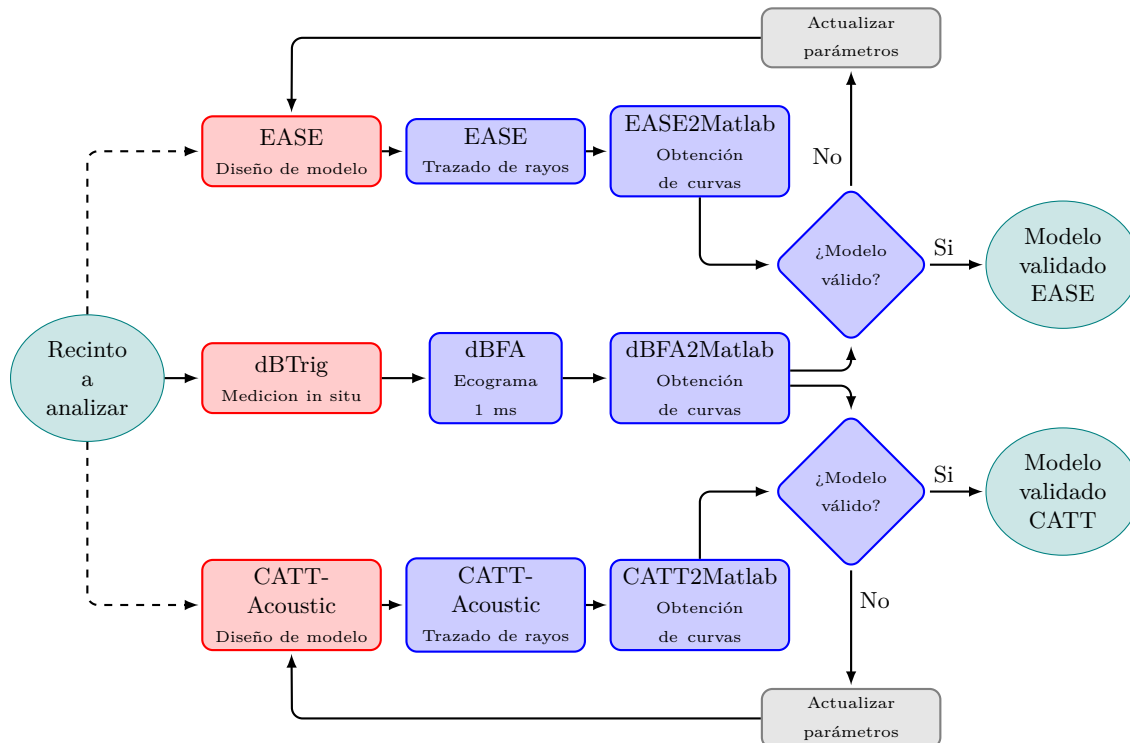 Actualizar
parámetros
EASE
Diseño de modelo
EASE
Trazado de rayos
EASE2Matlab
Obtención
de curvas
No
¿Modelo
válido?
Si
Modelo
validado
EASE
Recinto
a
analizar
dBTrig
Medicion in situ
dBFA
Ecograma
1 ms
dBFA2Matlab
Obtención
de curvas
¿Modelo
válido?
Si
Modelo
validado
CATT
CATT-
Acoustic
Diseño de modelo
CATT-
Acoustic
Trazado de rayos
CATT2Matlab
Obtención
de curvas
No
Actualizar
parámetros